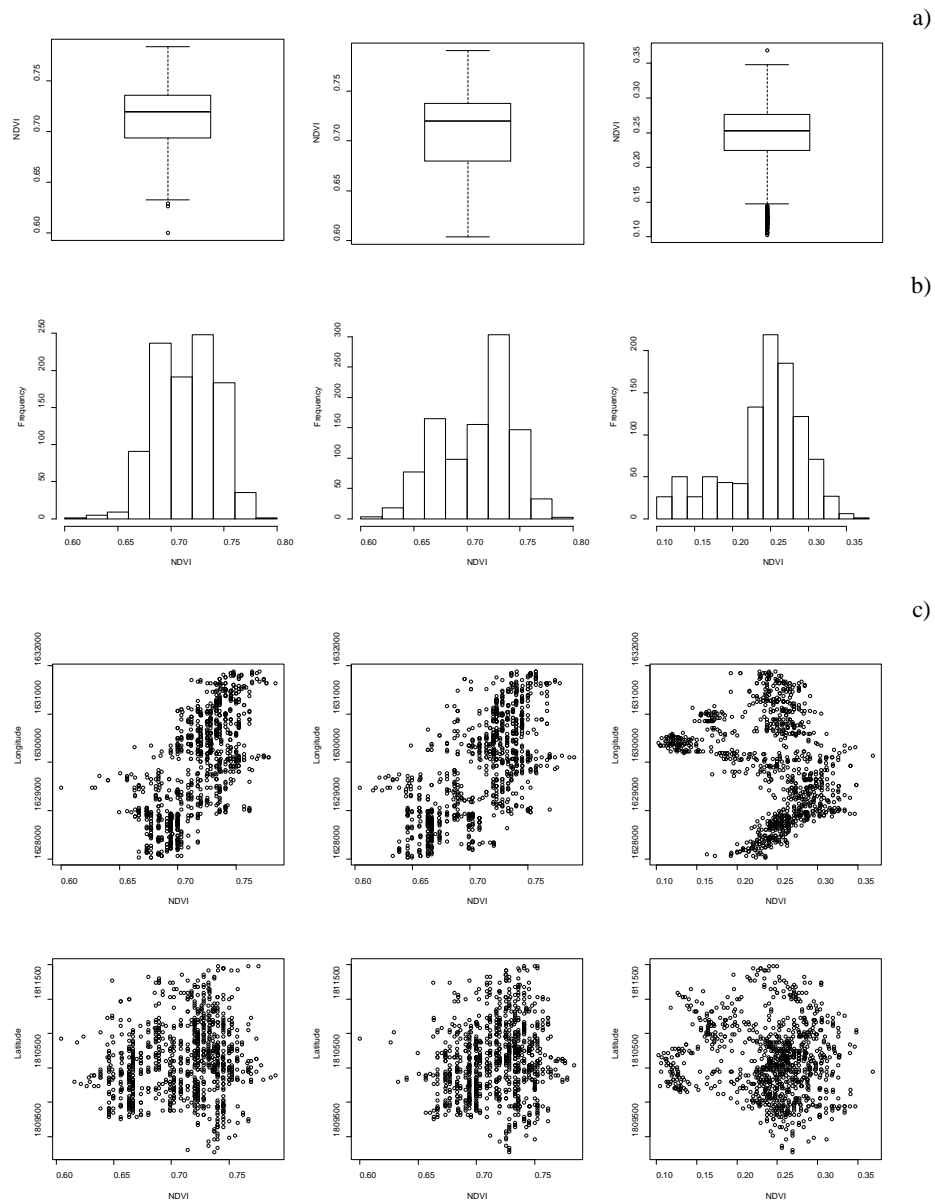 a)
NDVI
0.60 0.65 0.70 0.75
NDVI
0.60 0.65 0.70 0.75
NDVI
0.10 0.15 0.20 0.25 0.30 0.35
b)
Frequency
0 50 100 150 200 250
0.60 0.65 0.70 0.75 0.80
NDVI
Frequency
0 50 100 150 200 250 300
0.60 0.65 0.70 0.75 0.80
NDVI
Frequency
0 50 100 150 200
0.10 0.15 0.20 0.25 0.30 0.35
NDVI
c)
Longitude
1628000 1629000 1630000 1631000 1632000
0.60 0.65 0.70 0.75
NDVI
Longitude
1628000 1629000 1630000 1631000 1632000
0.60 0.65 0.70 0.75
NDVI
Longitude
1628000 1629000 1630000 1631000 1632000
0.10 0.15 0.20 0.25 0.30 0.35
NDVI
Latitude
1809500 1810500 1811500
0.60 0.65 0.70 0.75
NDVI
Latitude
1809500 1810500 1811500
0.60 0.65 0.70 0.75
NDVI
Latitude
1809500 1810500 1811500
0.10 0.15 0.20 0.25 0.30 0.35
NDVI